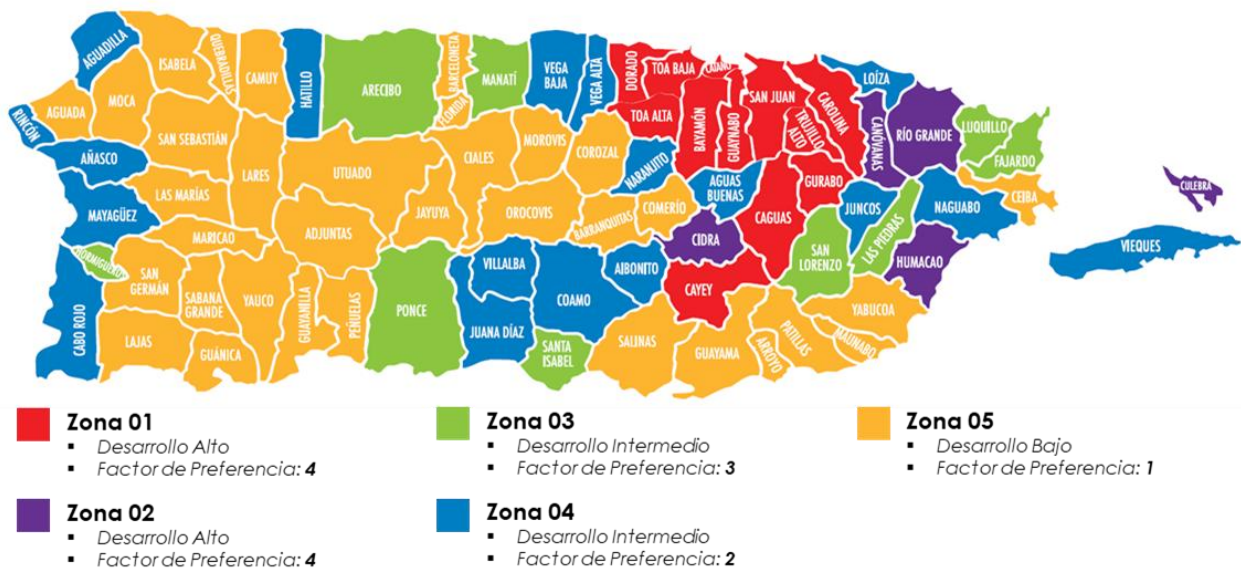 AGUADILLA
ISABELA
QUEBRADILLAS
CAMUY
HATILLO
ARECIBO
BARCELONETA
FLORIDA
MANATÍ
VEGA
BAJA
VEGA ALTA
DORADO
TOA BAJA
CATAÑO
TOA ALTA
BAYAMÓN
GUAYNABO
SAN JUAN
TRUJILLO
ALTO
CAROLINA
LOÍZA
CANOVANAS
RÍO GRANDE
LUQUILLO
FAJARDO
CEIBA
CULEBRA
VIEQUES
RINCÓN
AGUADA
MOCA
AÑASCO
SAN SEBASTIÁN
LARES
UTUADO
CIALES
MOROVIS
COROZAL
NARANJITO
AGUAS
BUENAS
CAGUAS
GURABO
JUNCOS
LAS PIEDRAS
NAGUABO
HUMACAO
MAYAGÜEZ
LAS MARÍAS
MARICAO
ADJUNTAS
JAYUYA
OROCOVIS
BARRANQUITAS
COMERÍO
CIDRA
CAYEY
SAN
LORENZO
YABUCOA
HORMIGUEROS
CABO ROJO
SAN
GERMÁN
SABANA
GRANDE
LAJAS
GUÁNICA
YAUCO
GUAYANILLA
PEÑUELAS
PONCE
VILLALBA
JUANA DÍAZ
COAMO
AIBONITO
SANTA
ISABEL
SALINAS
GUAYAMA
ARROYO
PATILLAS
MAUNABO
Zona 01
▪ Desarrollo Alto
▪ Factor de Preferencia: 4
Zona 02
▪ Desarrollo Alto
▪ Factor de Preferencia: 4
Zona 03
▪ Desarrollo Intermedio
▪ Factor de Preferencia: 3
Zona 04
▪ Desarrollo Intermedio
▪ Factor de Preferencia: 2
Zona 05
▪ Desarrollo Bajo
▪ Factor de Preferencia: 1